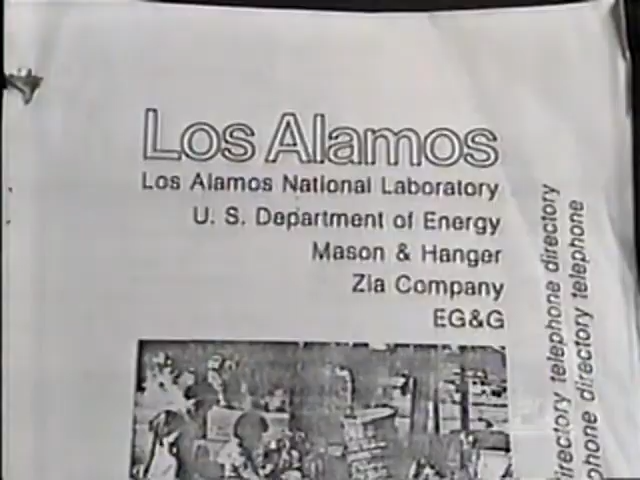 Los Alamos
Los Alamos National Laboratory
U. S. Department of Energy
Mason & Hanger
Zia Company
EG&G
directory telephone directory
phone directory telephone